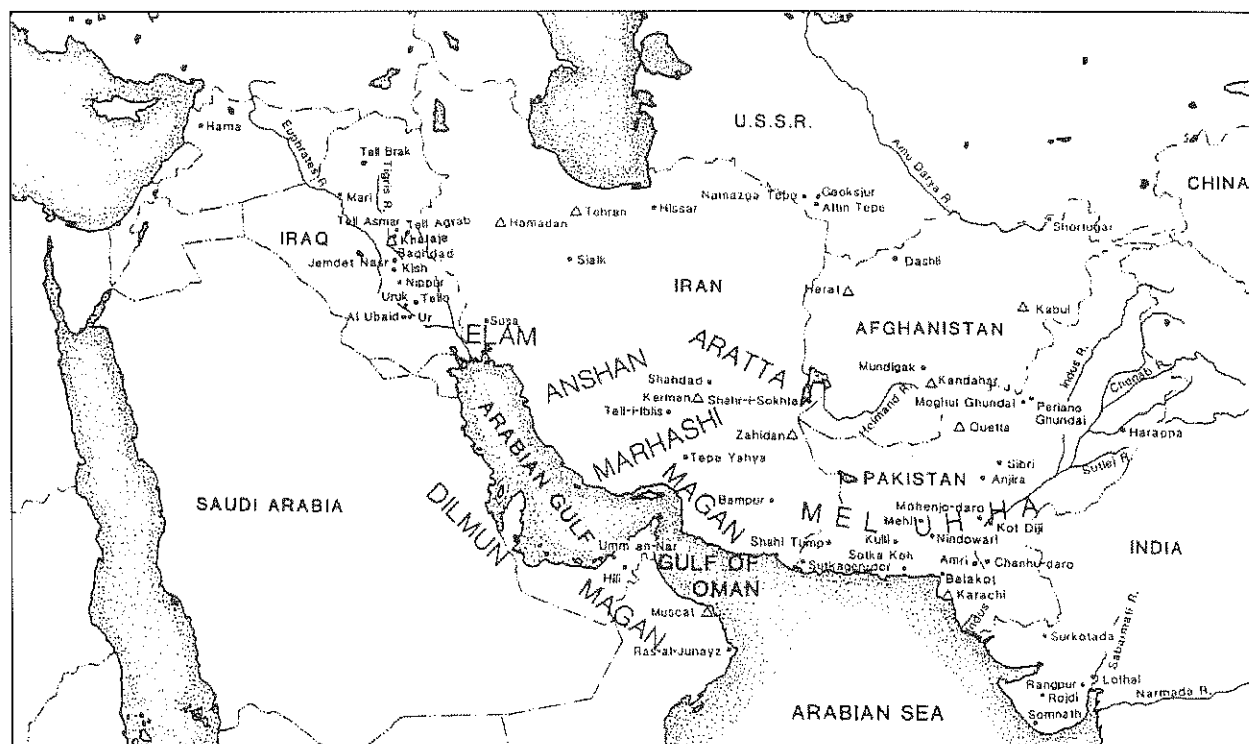 U.S.S.R.
CHINA
Hama
Euphrates R.
Tell Brak
Tigris R.
Mari
Amu Darya R.
Namazga Tepe
Geoksjur
Altin Tepe
Hissar
Tehran
Hamadan
Tell Asmar
Tell Agrab
Khafaje
IRAQ
Baghdad
Jemdet Nasr
Kish
Nippur
Uruk
Tello
Al Ubaid
Ur
Sialk
IRAN
Shortugai
Dashli
Herat
AFGHANISTAN
Kabul
Susa
ELAM
ANSHAN
ARATTA
Mundigak
Kandahar
Indus R.
Chenab R.
Shahdad
Kerman
Shahr-i-Sokhta
Tell-i-Iblis
Helmand R.
Moghul Ghundai
Periano
Ghundai
Zahidan
Quetta
Harappa
MARHASHI
Tepe Yahya
Sibri
Sutlej R.
PAKISTAN
Anjira
ARABIAN GULF
MAGAN
Bampur
SAUDI ARABIA
DILMUN
MELUHHA
Mohenjo-daro
Mehi
Kot Diji
Kulli
Nindowari
Shahi Tump
INDIA
Umm an-Nar
GULF OF
OMAN
Sotka Koh
Sutkagen-dor
Amri
Chanhu-daro
Hili
Balakot
Karachi
MAGAN
Muscat
Indus
Surkotada
Sabarmati R.
Ras-al-Junayz
Rangpur
Lothal
Rojdi
Narmada R.
Somnath
ARABIAN SEA